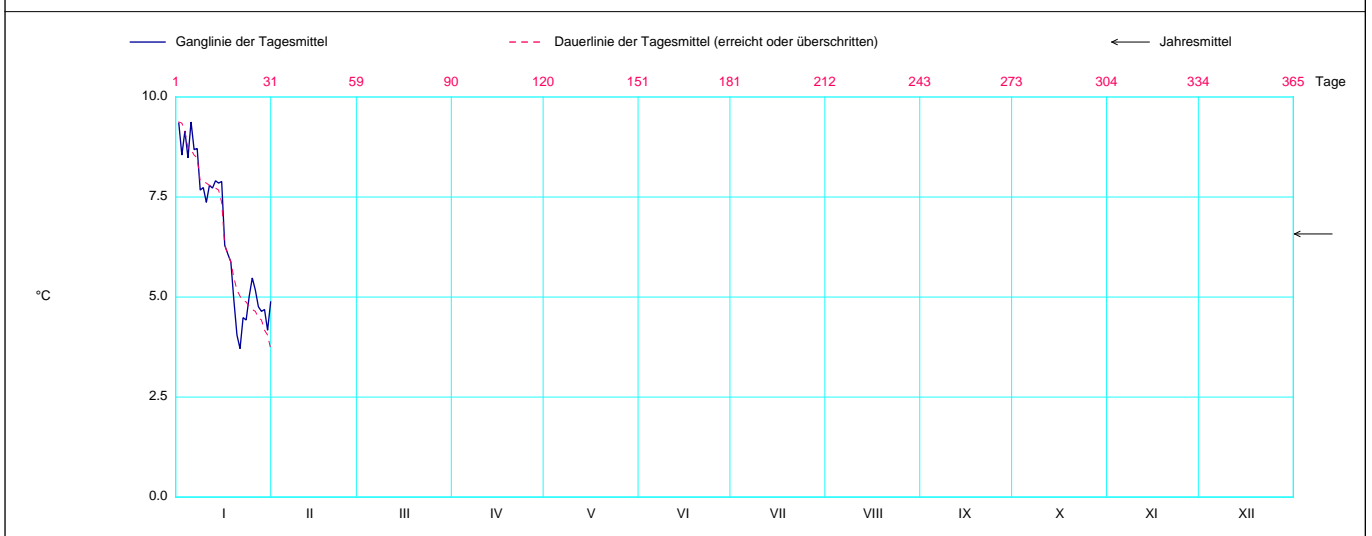 Ganglinie der Tagesmittel Dauerlinie der Tagesmittel (erreicht oder überschritten) Jahresmittel
1 31 59 90 120 151 181 212 243 273 304 334 365 Tage
10.0
7.5
5.0
°C
2.5
0.0
I II III IV V VI VII VIII IX X XI XII